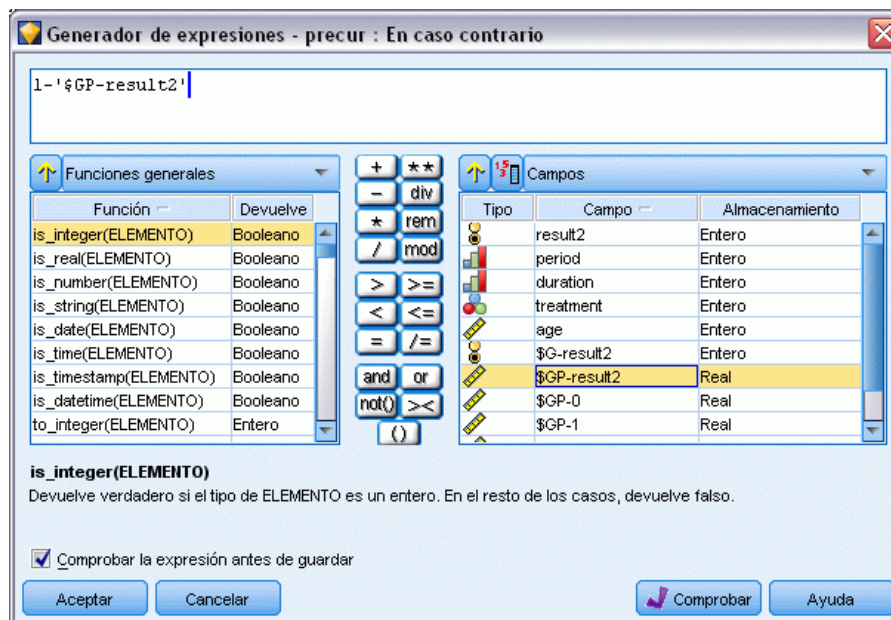 Generador de expresiones - precur : En caso contrario
1-'$GP-result2'
Funciones generales
Función Devuelve
is_integer(ELEMENTO) Booleano
is_real(ELEMENTO) Booleano
is_number(ELEMENTO) Booleano
is_string(ELEMENTO) Booleano
is_date(ELEMENTO) Booleano
is_time(ELEMENTO) Booleano
is_timestamp(ELEMENTO) Booleano
is_datetime(ELEMENTO) Booleano
to_integer(ELEMENTO) Entero
+ **
- div
* rem
/ mod
> >=
< <=
= /=
and or
not() ><
()
Campos
Tipo Campo Almacenamiento
result2 Entero
period Entero
duration Entero
treatment Entero
age Entero
$G-result2 Entero
$GP-result2 Real
$GP-0 Real
$GP-1 Real
is_integer(ELEMENTO)
Devuelve verdadero si el tipo de ELEMENTO es un entero. En el resto de los casos, devuelve falso.
Comprobar la expresión antes de guardar
Aceptar Cancelar Comprobar Ayuda